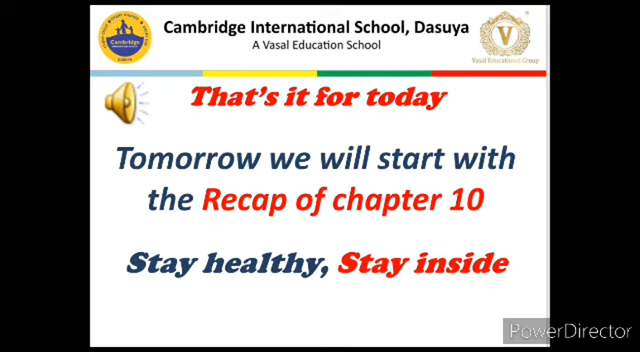 Cambridge International School, Dasuya
A Vasal Education School
Cambridge
V
Vasal Educational Group
That's it for today
Tomorrow we will start with
the Recap of chapter 10
Stay healthy, Stay inside
PowerDirector